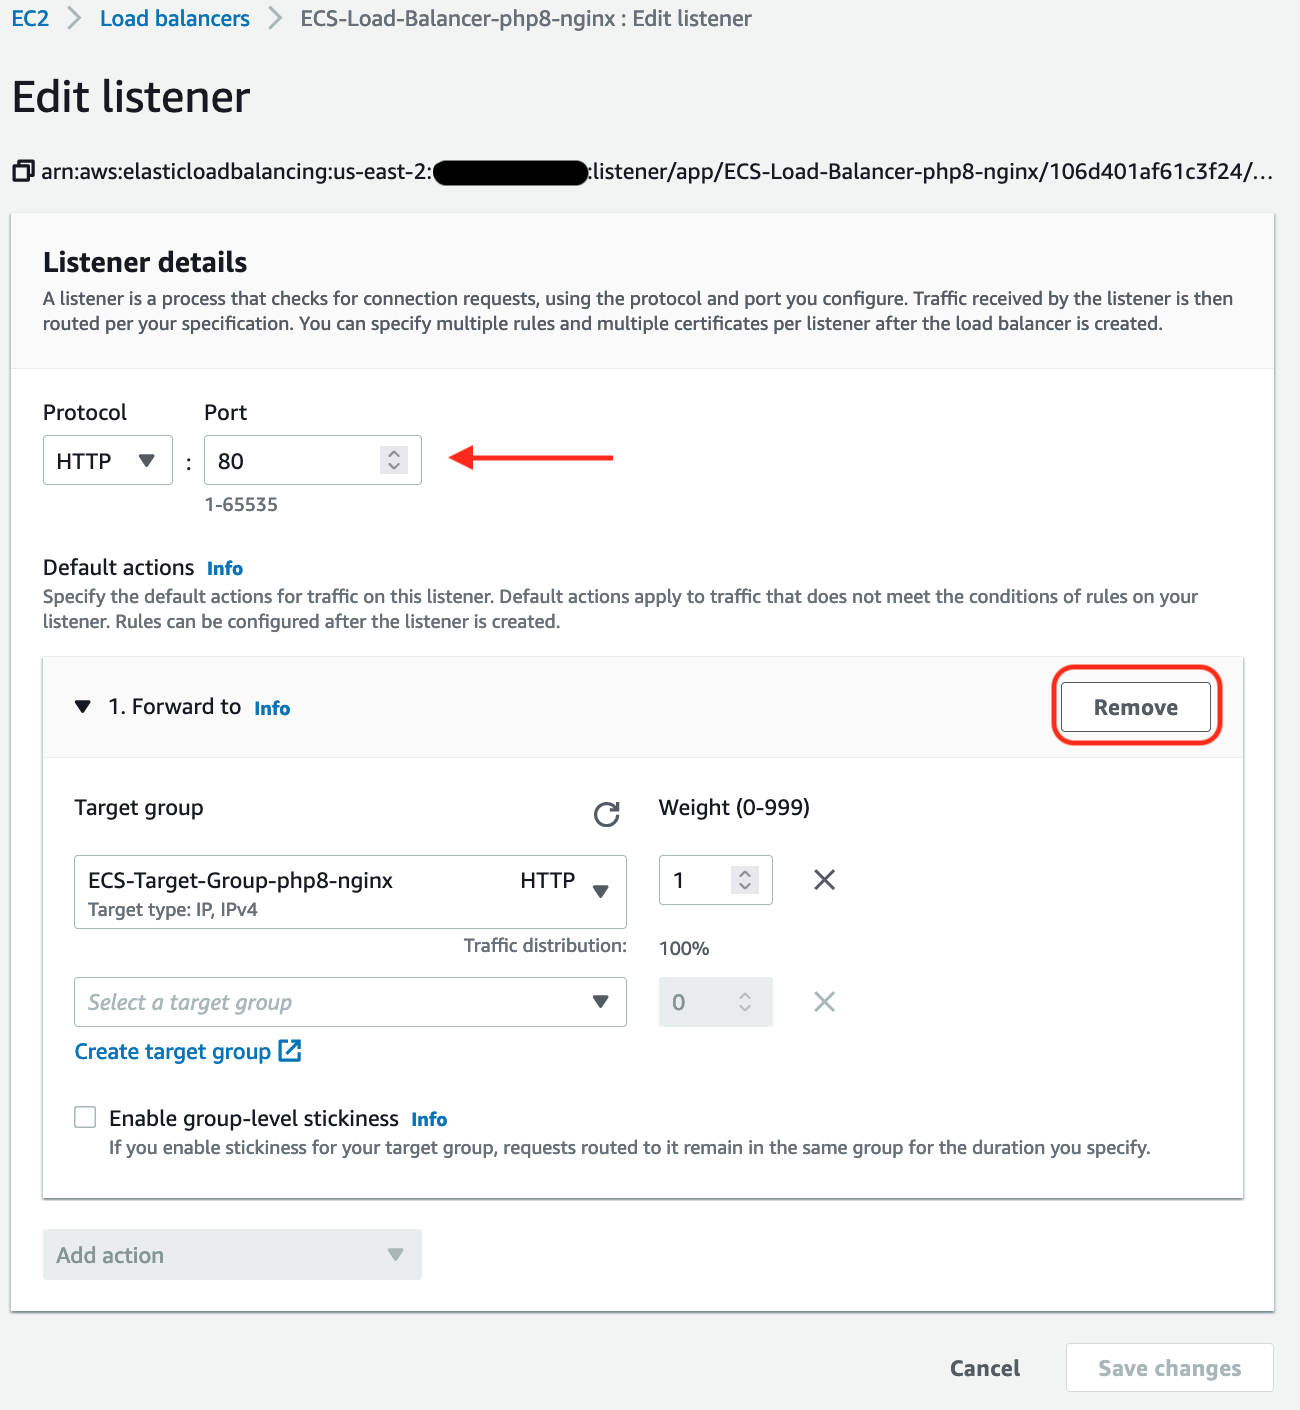 EC2 > Load balancers > ECS-Load-Balancer-php8-nginx : Edit listener
Edit listener
arn:aws:elasticloadbalancing:us-east-2: :listener/app/ECS-Load-Balancer-php8-nginx/106d401af61c3f24/...
Listener details
A listener is a process that checks for connection requests, using the protocol and port you configure. Traffic received by the listener is then
routed per your specification. You can specify multiple rules and multiple certificates per listener after the load balancer is created.
Protocol Port
HTTP : 80
1-65535
Default actions Info
Specify the default actions for traffic on this listener. Default actions apply to traffic that does not meet the conditions of rules on your
listener. Rules can be configured after the listener is created.
1. Forward to Info Remove
Target group Weight (0-999)
ECS-Target-Group-php8-nginx HTTP 1
Target type: IP, IPv4
Traffic distribution: 100%
Select a target group 0
Create target group
Enable group-level stickiness Info
If you enable stickiness for your target group, requests routed to it remain in the same group for the duration you specify.
Add action
Cancel Save changes